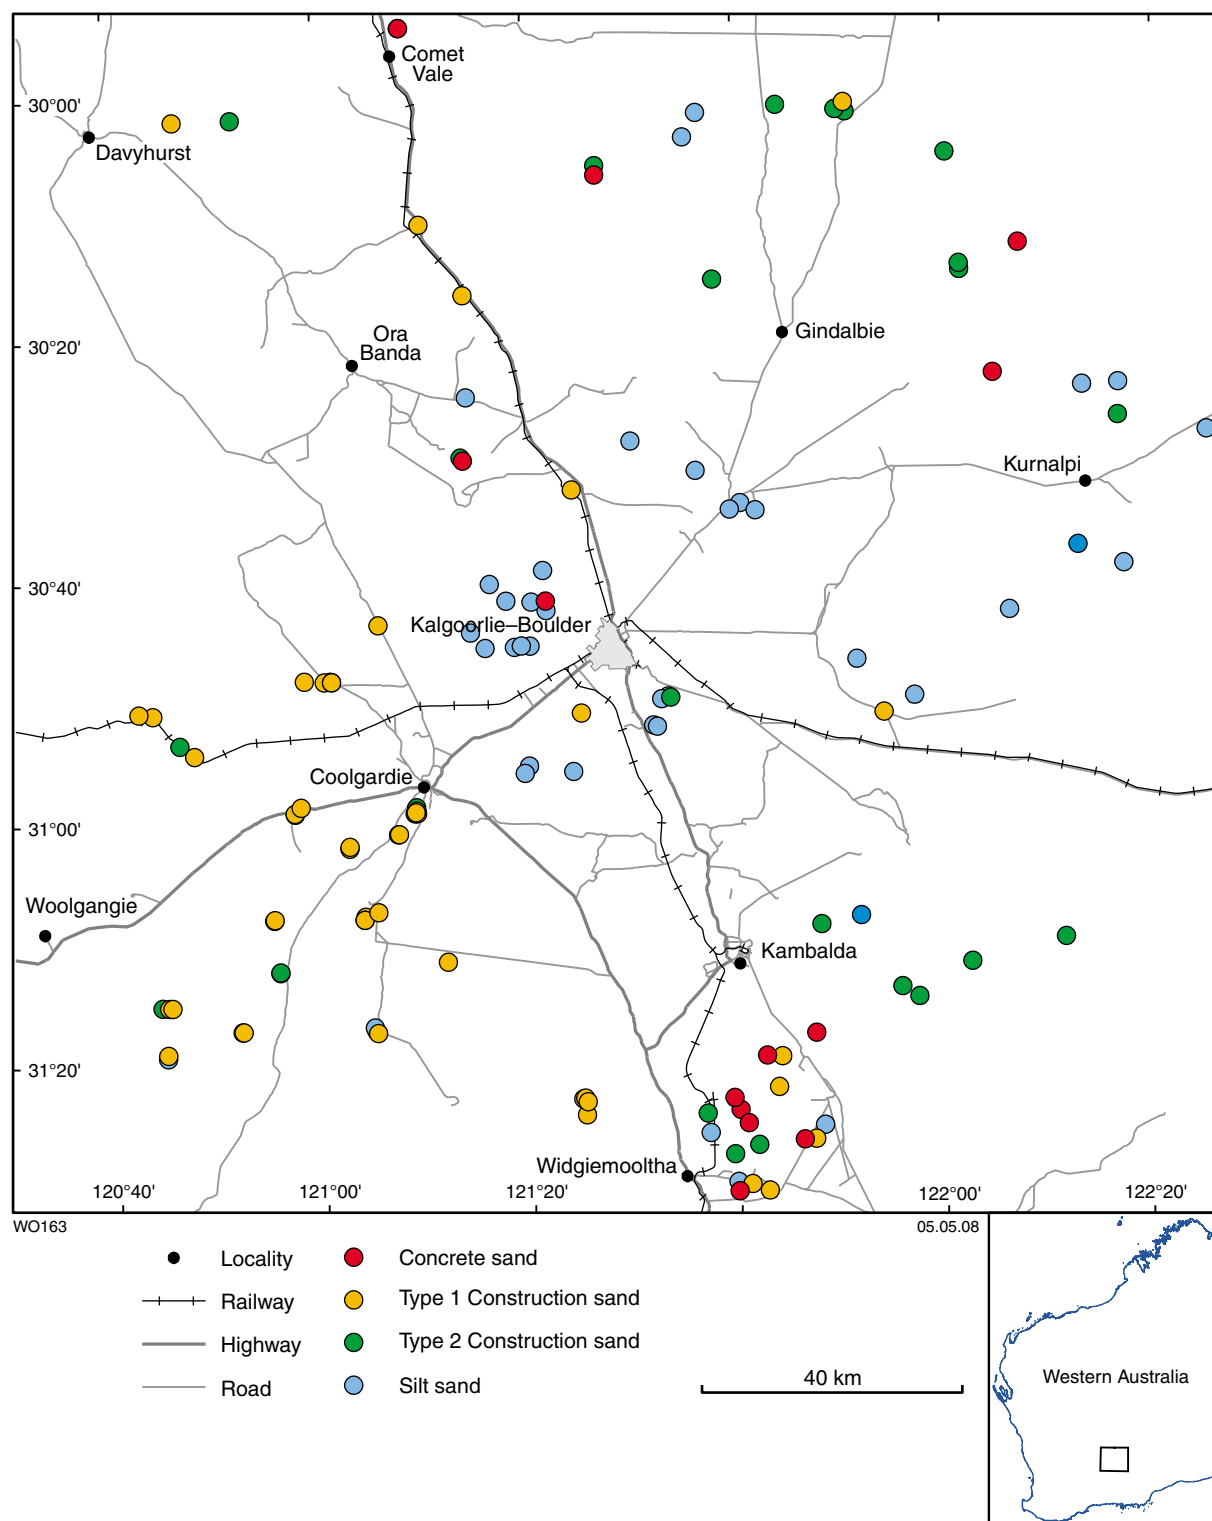 Comet
Vale
30°00'
Davyhurst
Ora
Banda
Gindalbie
30°20'
Kurnalpi
30°40'
Kalgoorlie–Boulder
Coolgardie
31°00'
Woolgangie
Kambalda
31°20'
Widgiemooltha
120°40' 121°00' 121°20' 122°00' 122°20'
WO163 05.05.08
Locality Concrete sand
Railway Type 1 Construction sand
Highway Type 2 Construction sand
Road Silt sand
40 km
Western Australia